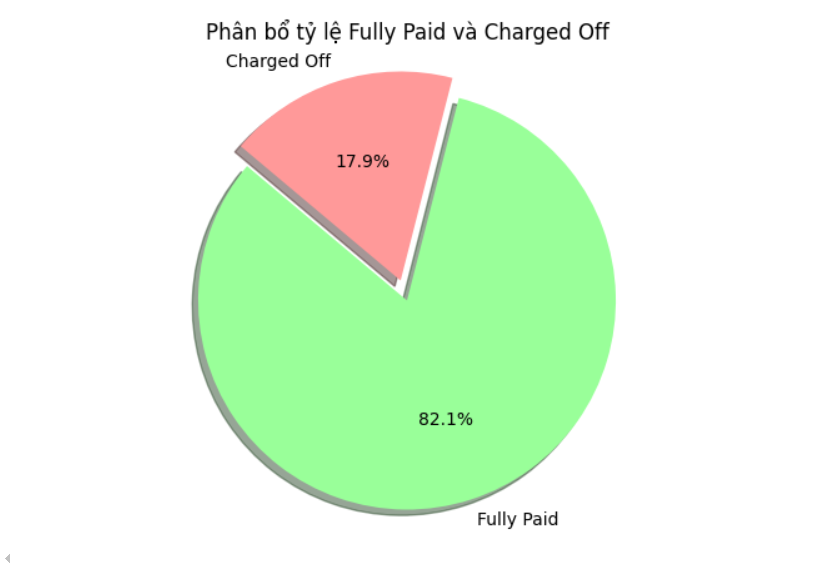 Phân bổ tỷ lệ Fully Paid và Charged Off
Charged Off
17.9%
82.1%
Fully Paid